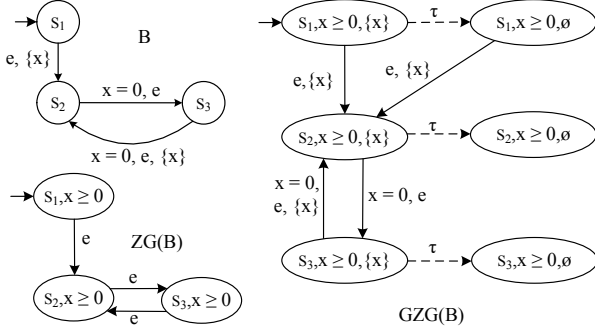 S1
B
e, {x}
S2
x = 0, e
S3
x = 0, e, {x}
S1,x ≥ 0
ZG(B)
e
S2,x ≥ 0
e
e
S3,x ≥ 0
S1,x ≥ 0,{x}
τ
S1,x ≥ 0,ø
e,{x}
e, {x}
S2,x ≥ 0,{x}
τ
S2,x ≥ 0,ø
x = 0,
e, {x}
x = 0, e
S3,x ≥ 0,{x}
τ
S3,x ≥ 0,ø
GZG(B)